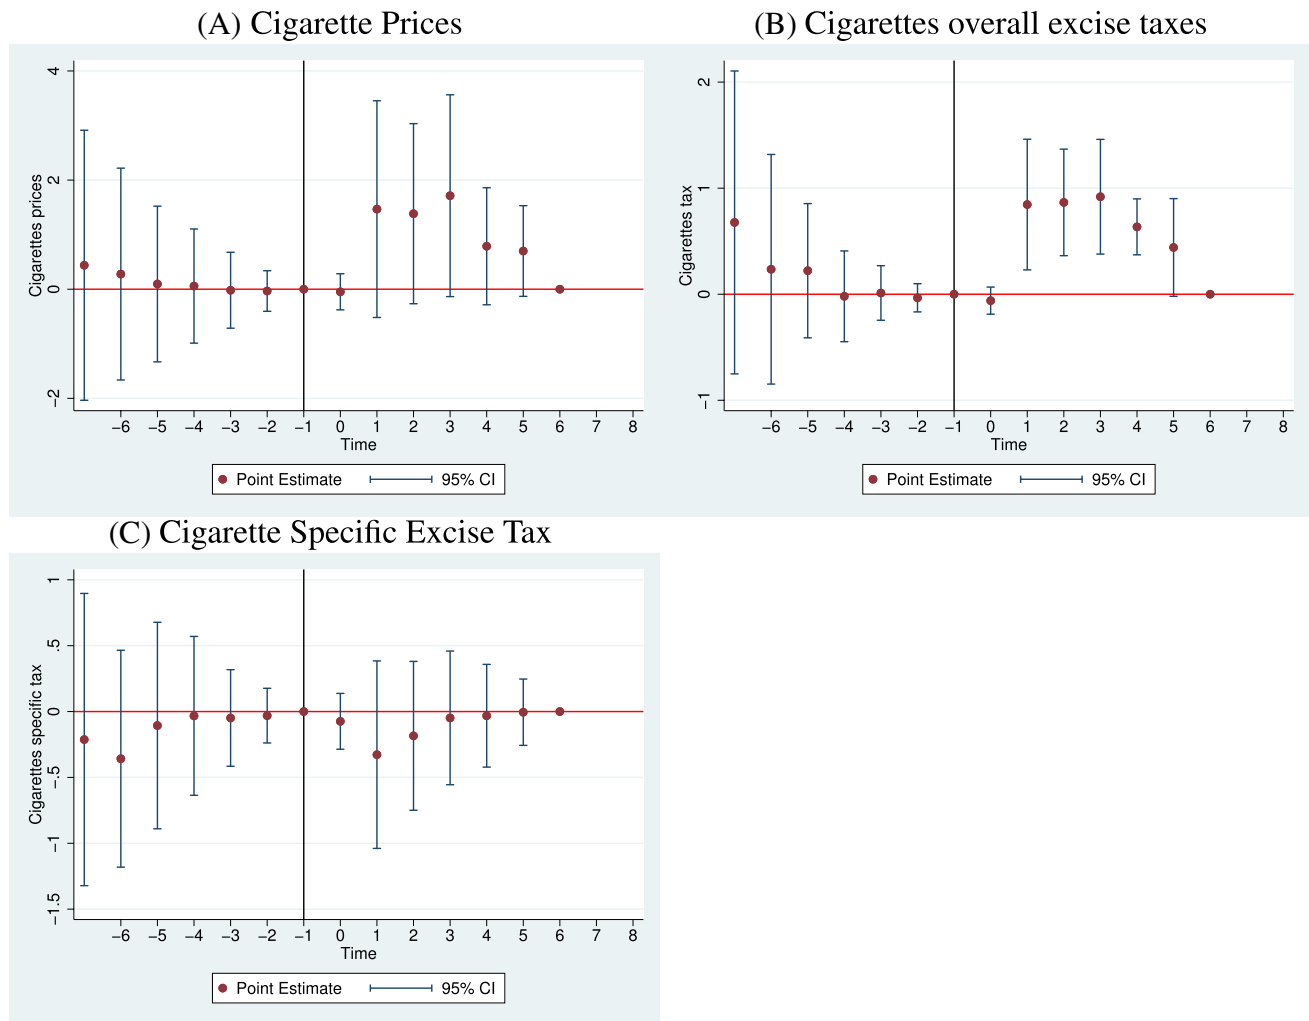 (A) Cigarette Prices
4
2
0
−2
Cigarettes prices
−6 −5 −4 −3 −2 −1 0 1 2 3 4 5 6 7 8
Time
Point Estimate 95% CI
(B) Cigarettes overall excise taxes
2
1
0
−1
Cigarettes tax
−6 −5 −4 −3 −2 −1 0 1 2 3 4 5 6 7 8
Time
Point Estimate 95% CI
(C) Cigarette Specific Excise Tax
1
.5
0
−.5
−1
−1.5
Cigarettes specific tax
−6 −5 −4 −3 −2 −1 0 1 2 3 4 5 6 7 8
Time
Point Estimate 95% CI